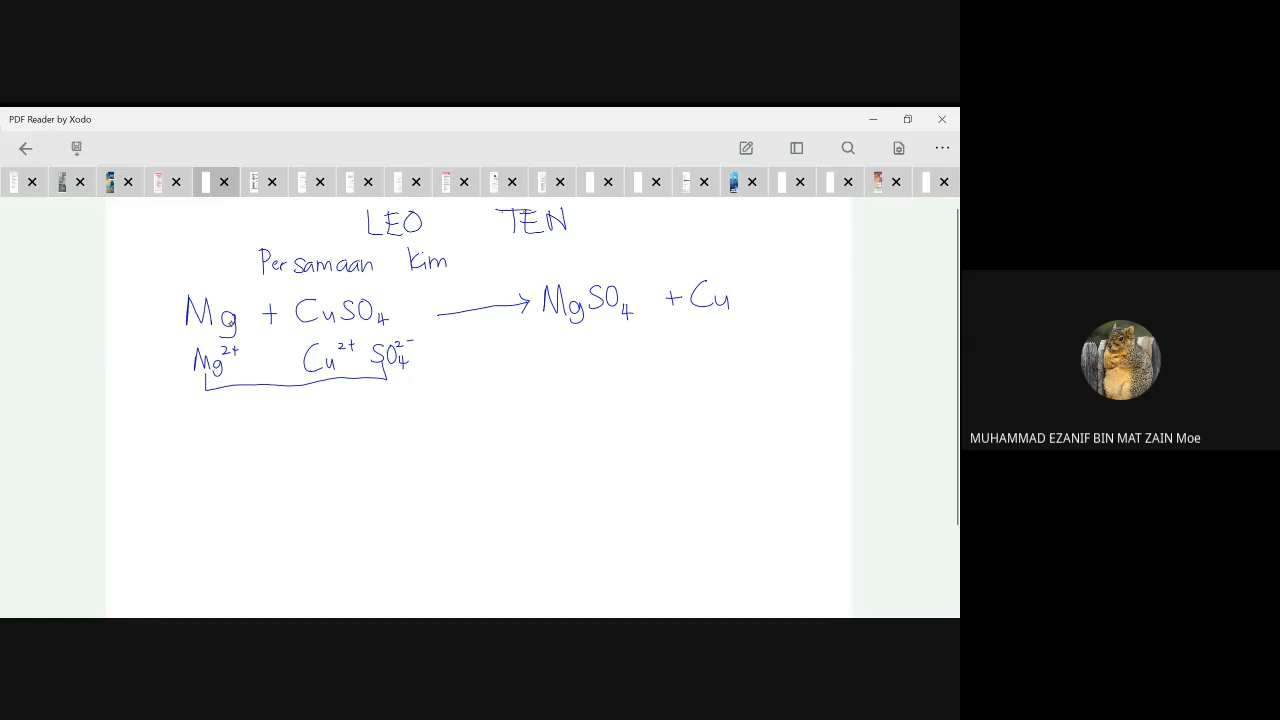 PDF Reader by Xodo
LEO TEN
Persamaan kim
Mg + CuSO₄ → MgSO₄ + Cu
Mg²⁺ Cu²⁺ SO₄²⁻
MUHAMMAD EZANIF BIN MAT ZAIN Moe